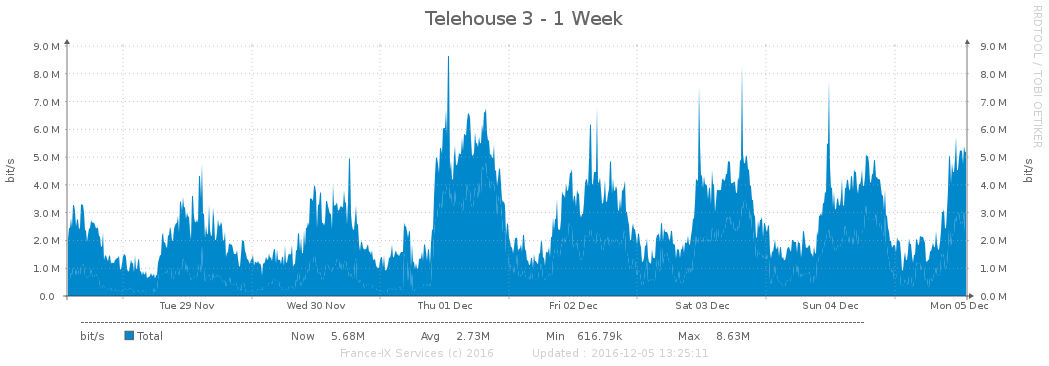 Telehouse 3 - 1 Week
RRDTOOL / TOBI OETIKER
bit/s
bit/s
9.0 M 9.0 M
8.0 M 8.0 M
7.0 M 7.0 M
6.0 M 6.0 M
5.0 M 5.0 M
4.0 M 4.0 M
3.0 M 3.0 M
2.0 M 2.0 M
1.0 M 1.0 M
0.0 0.0 M
Tue 29 Nov Wed 30 Nov Thu 01 Dec Fri 02 Dec Sat 03 Dec Sun 04 Dec Mon 05 Dec
bit/s Total Now 5.68M Avg 2.73M Min 616.79k Max 8.63M
France-IX Services (c) 2016 Updated : 2016-12-05 13:25:11